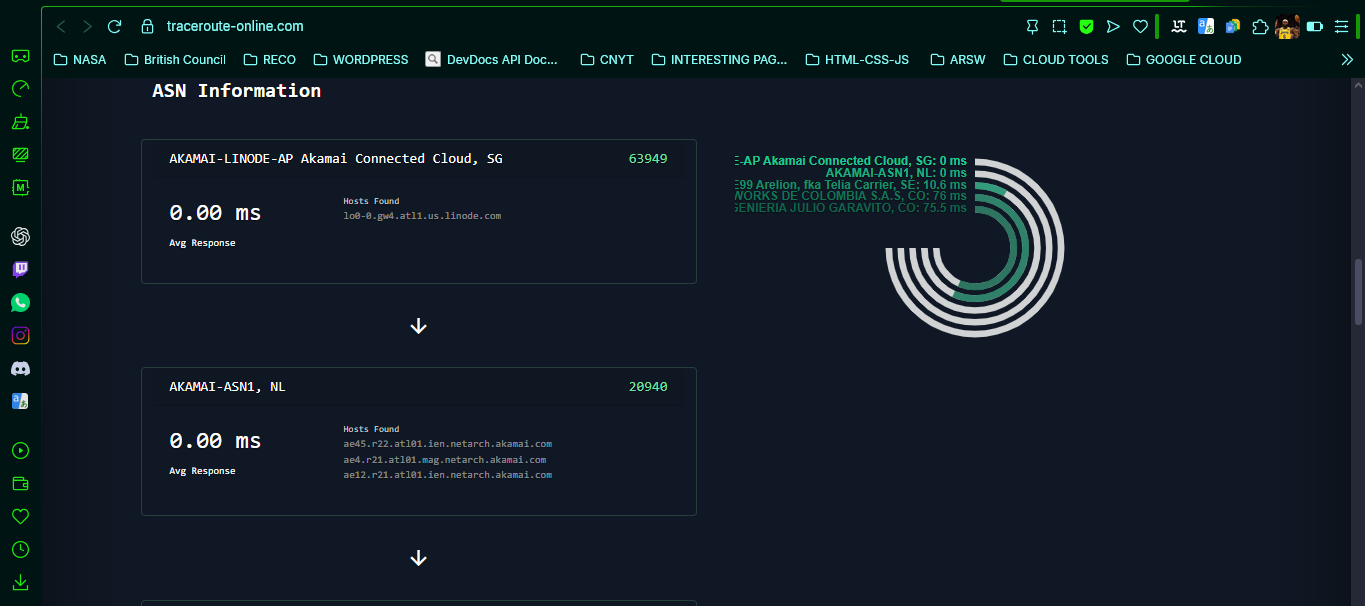 traceroute-online.com
NASA British Council RECO WORDPRESS DevDocs API Doc... CNYT INTERESTING PAG... HTML-CSS-JS ARSW CLOUD TOOLS GOOGLE CLOUD
ASN Information
AKAMAI-LINODE-AP Akamai Connected Cloud, SG 63949
0.00 ms
Avg Response
Hosts Found
lo0-0.gw4.atl1.us.linode.com
E-AP Akamai Connected Cloud, SG: 0 ms
AKAMAI-ASN1, NL: 0 ms
E99 Arelion, fka Telia Carrier, SE: 10.6 ms
WORKS DE COLOMBIA S.A.S, CO: 76 ms
GENIERIA JULIO GARAVITO, CO: 75.5 ms
AKAMAI-ASN1, NL 20940
0.00 ms
Avg Response
Hosts Found
ae45.r22.atl01.ien.netarch.akamai.com
ae4.r21.atl01.mag.netarch.akamai.com
ae12.r21.atl01.ien.netarch.akamai.com